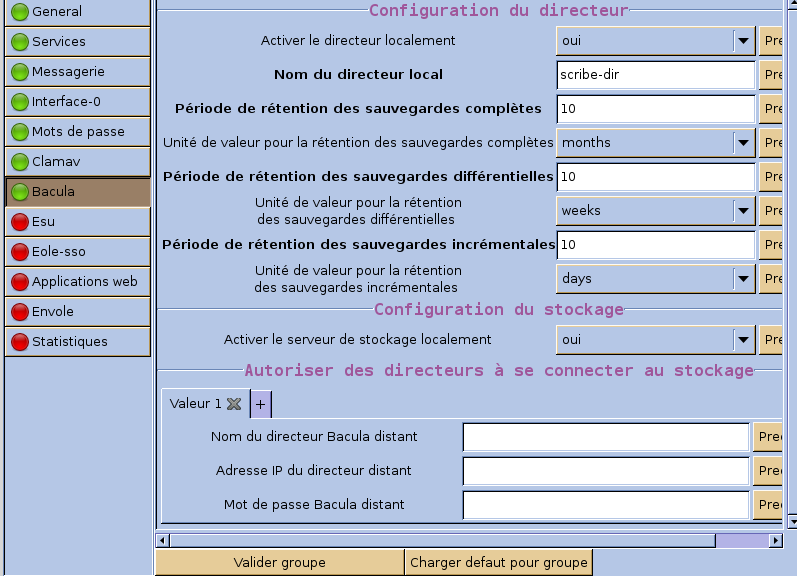 General
Services
Messagerie
Interface-0
Mots de passe
Clamav
Bacula
Esu
Eole-sso
Applications web
Envole
Statistiques
Configuration du directeur
Activer le directeur localement oui Pre
Nom du directeur local scribe-dir Pre
Période de rétention des sauvegardes complètes 10 Pre
Unité de valeur pour la rétention des sauvegardes complètes months Pre
Période de rétention des sauvegardes différentielles 10 Pre
Unité de valeur pour la rétention
des sauvegardes différentielles weeks Pre
Période de rétention des sauvegardes incrémentales 10 Pre
Unité de valeur pour la rétention
des sauvegardes incrémentales days Pre
Configuration du stockage
Activer le serveur de stockage localement oui Pre
Autoriser des directeurs à se connecter au stockage
Valeur 1 +
Nom du directeur Bacula distant Pre
Adresse IP du directeur distant Pre
Mot de passe Bacula distant Pre
Valider groupe Charger defaut pour groupe